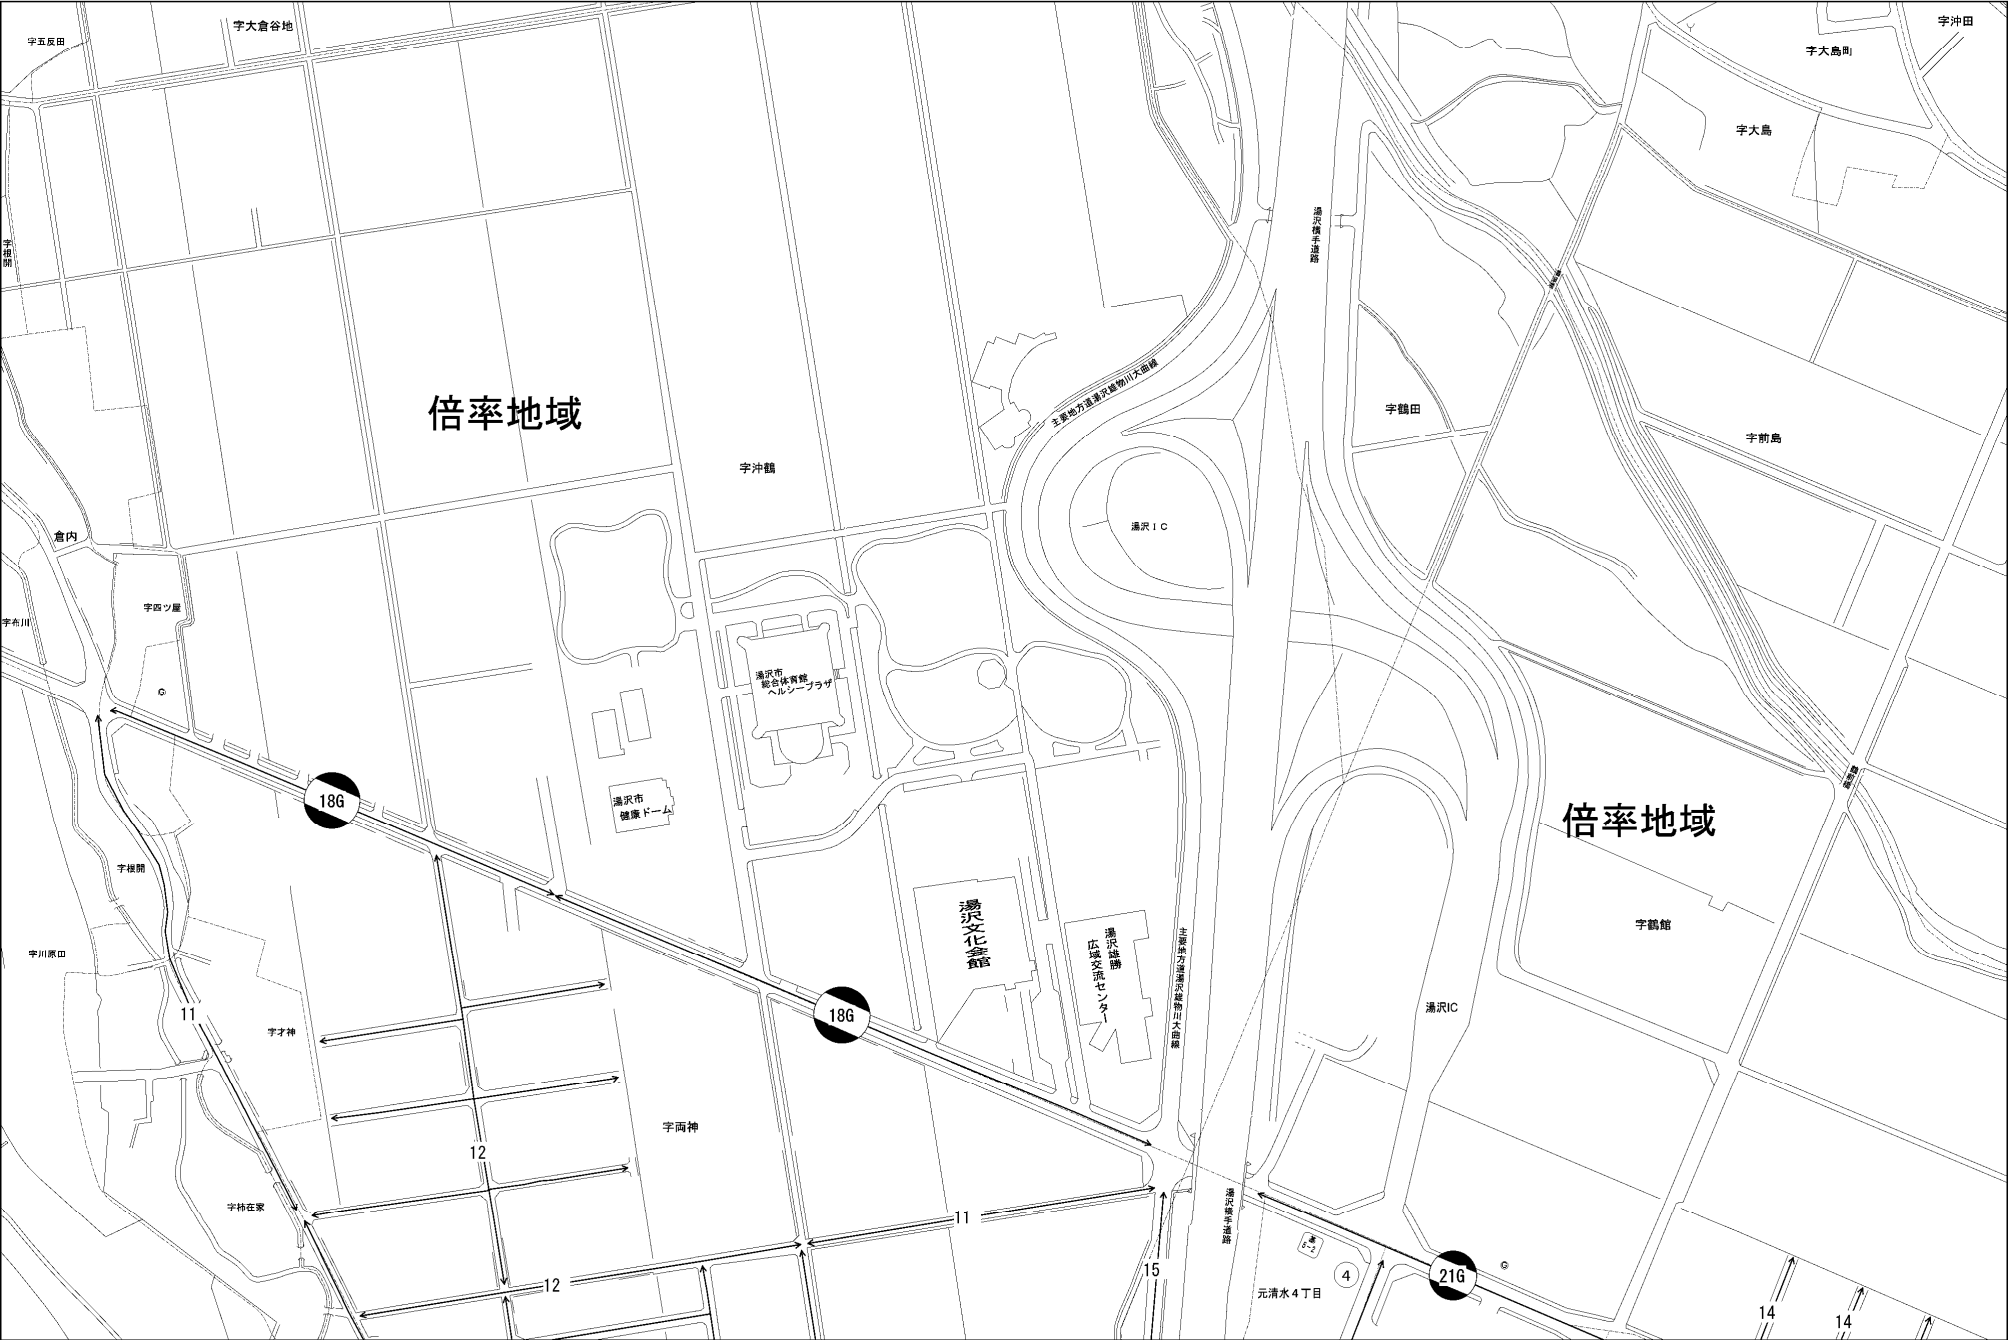 字五反田
字大倉谷地
字沖田
字大島町
字大島
字根開
湯沢横手道路
主要地方道湯沢雄物川大曲線
倍率地域
字鶴田
字前島
字沖鶴
倉内
湯沢IC
字四ツ屋
字布川
湯沢市
総合体育館
ヘルシープラザ
18G
湯沢市
健康ドーム
倍率地域
字根開
湯沢文化会館
湯沢雄勝
広域交流センター
主要地方道湯沢雄物川大曲線
字鶴館
字川原田
11
18G
湯沢IC
字才神
字両神
12
字柿在家
11
湯沢横手道路
基
5-2
15
4
21G
12
元清水4丁目
14
14